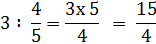 3 : 4/5 = 3x 5/4 = 15/4